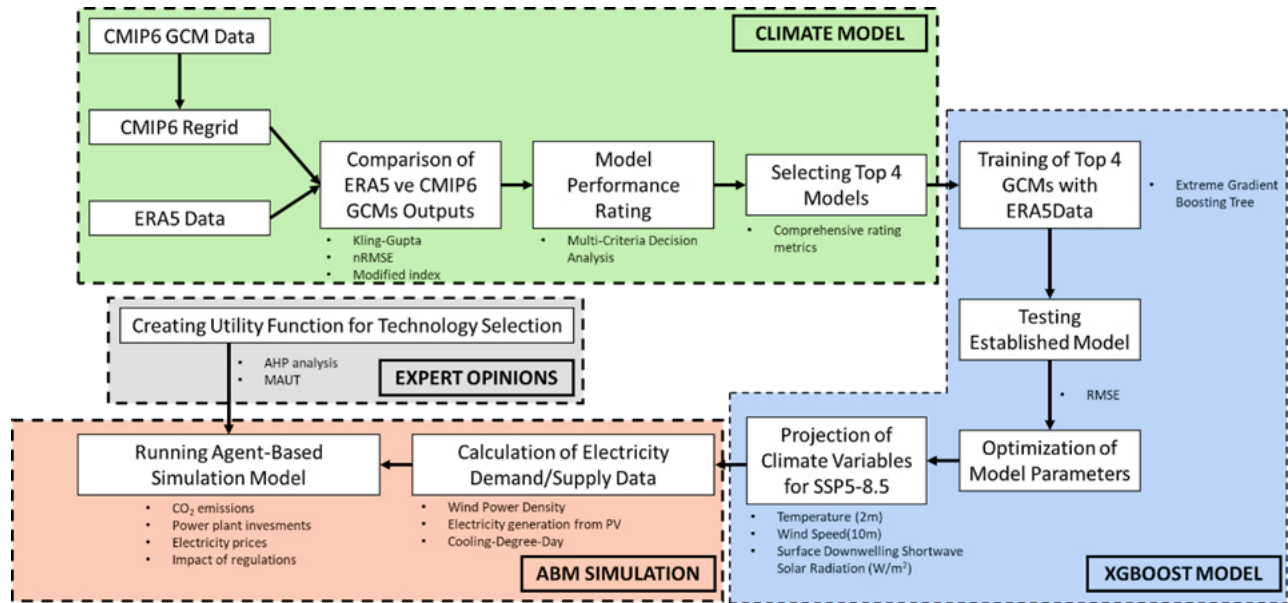 CMIP6 GCM Data
CLIMATE MODEL
CMIP6 Regrid
ERA5 Data
Comparison of
ERA5 ve CMIP6
GCMs Outputs
• Kling-Gupta
• nRMSE
• Modified index
Model
Performance
Rating
• Multi-Criteria Decision
Analysis
Selecting Top 4
Models
• Comprehensive rating
metrics
Training of Top 4
GCMs with
ERA5Data
• Extreme Gradient
Boosting Tree
Testing
Established Model
• RMSE
Optimization of
Model Parameters
Projection of
Climate Variables
for SSP5-8.5
• Temperature (2m)
• Wind Speed(10m)
• Surface Downwelling Shortwave
Solar Radiation (W/m²)
XGBOOST MODEL
Creating Utility Function for Technology Selection
• AHP analysis
• MAUT
EXPERT OPINIONS
Calculation of Electricity
Demand/Supply Data
• Wind Power Density
• Electricity generation from PV
• Cooling-Degree-Day
Running Agent-Based
Simulation Model
• CO₂ emissions
• Power plant invesments
• Electricity prices
• Impact of regulations
ABM SIMULATION